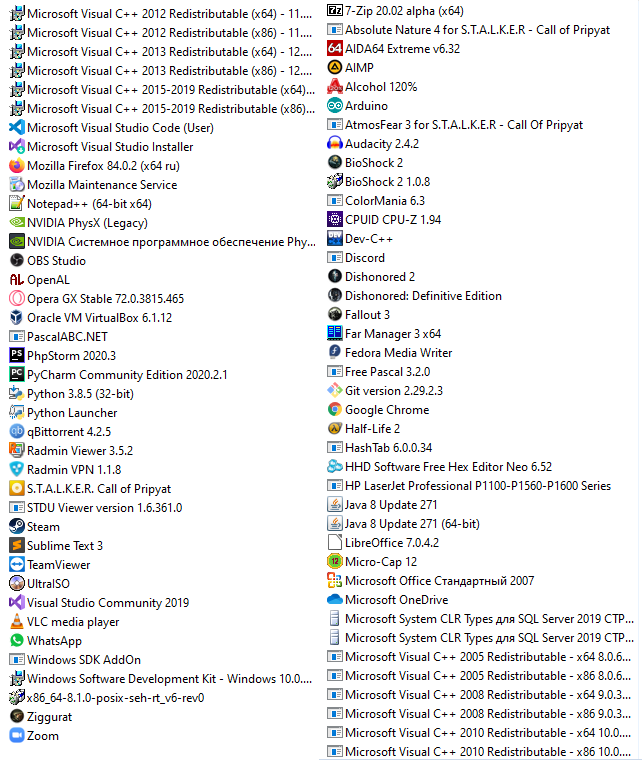 Microsoft Visual C++ 2012 Redistributable (x64) - 11....
Microsoft Visual C++ 2012 Redistributable (x86) - 11....
Microsoft Visual C++ 2013 Redistributable (x64) - 12....
Microsoft Visual C++ 2013 Redistributable (x86) - 12....
Microsoft Visual C++ 2015-2019 Redistributable (x64)...
Microsoft Visual C++ 2015-2019 Redistributable (x86)...
Microsoft Visual Studio Code (User)
Microsoft Visual Studio Installer
Mozilla Firefox 84.0.2 (x64 ru)
Mozilla Maintenance Service
Notepad++ (64-bit x64)
NVIDIA PhysX (Legacy)
NVIDIA Системное программное обеспечение Phy...
OBS Studio
OpenAL
Opera GX Stable 72.0.3815.465
Oracle VM VirtualBox 6.1.12
PascalABC.NET
PhpStorm 2020.3
PyCharm Community Edition 2020.2.1
Python 3.8.5 (32-bit)
Python Launcher
qBittorrent 4.2.5
Radmin Viewer 3.5.2
Radmin VPN 1.1.8
S.T.A.L.K.E.R. Call of Pripyat
STDU Viewer version 1.6.361.0
Steam
Sublime Text 3
TeamViewer
UltraISO
Visual Studio Community 2019
VLC media player
WhatsApp
Windows SDK AddOn
Windows Software Development Kit - Windows 10.0....
x86_64-8.1.0-posix-seh-rt_v6-rev0
Ziggurat
Zoom
7-Zip 20.02 alpha (x64)
Absolute Nature 4 for S.T.A.L.K.E.R - Call of Pripyat
AIDA64 Extreme v6.32
AIMP
Alcohol 120%
Arduino
AtmosFear 3 for S.T.A.L.K.E.R - Call Of Pripyat
Audacity 2.4.2
BioShock 2
BioShock 2 1.0.8
ColorMania 6.3
CPUID CPU-Z 1.94
Dev-C++
Discord
Dishonored 2
Dishonored: Definitive Edition
Fallout 3
Far Manager 3 x64
Fedora Media Writer
Free Pascal 3.2.0
Git version 2.29.2.3
Google Chrome
Half-Life 2
HashTab 6.0.0.34
HHD Software Free Hex Editor Neo 6.52
HP LaserJet Professional P1100-P1560-P1600 Series
Java 8 Update 271
Java 8 Update 271 (64-bit)
LibreOffice 7.0.4.2
Micro-Cap 12
Microsoft Office Стандартный 2007
Microsoft OneDrive
Microsoft System CLR Types для SQL Server 2019 CTP...
Microsoft System CLR Types для SQL Server 2019 CTP...
Microsoft Visual C++ 2005 Redistributable - x64 8.0.6...
Microsoft Visual C++ 2005 Redistributable - x86 8.0.6...
Microsoft Visual C++ 2008 Redistributable - x64 9.0.3...
Microsoft Visual C++ 2008 Redistributable - x86 9.0.3...
Microsoft Visual C++ 2010 Redistributable - x64 10.0....
Microsoft Visual C++ 2010 Redistributable - x86 10.0....